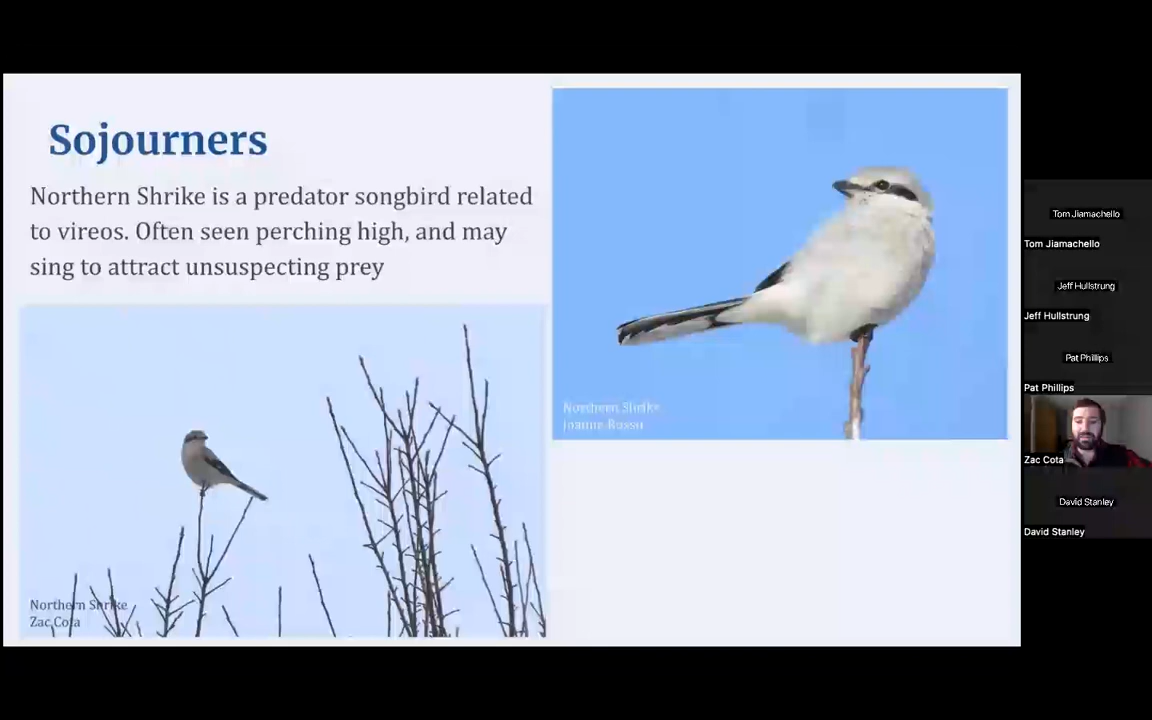 Sojourners
Northern Shrike is a predator songbird related
to vireos. Often seen perching high, and may
sing to attract unsuspecting prey
Northern Shrike
Joanne Russo
Northern Shrike
Zac Cota
Tom Jiamachello
Tom Jiamachello
Jeff Hullstrung
Jeff Hullstrung
Pat Phillips
Pat Phillips
Zac Cota
David Stanley
David Stanley